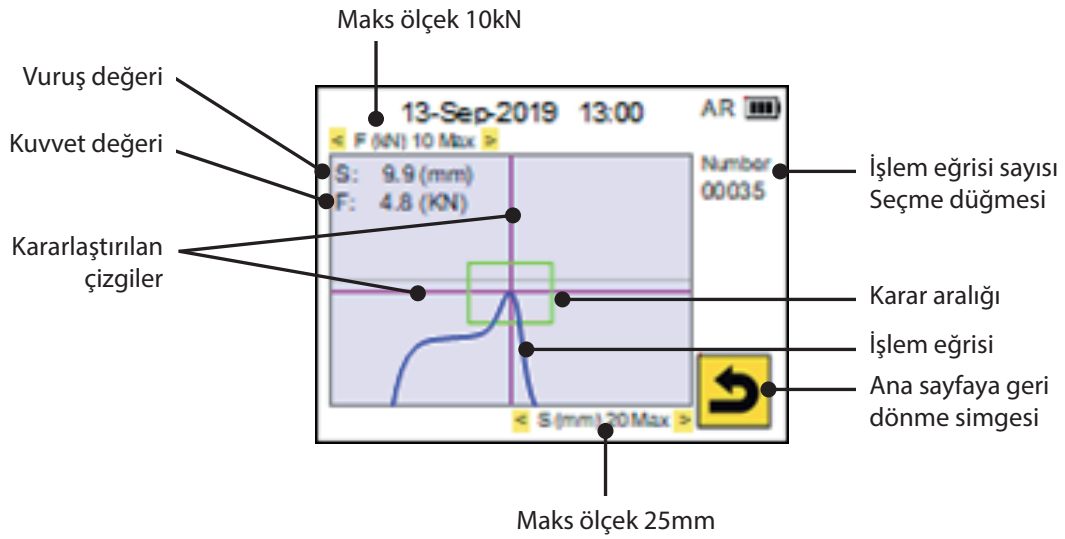 Maks ölçek 10kN
Vuruş değeri
Kuvvet değeri
Kararlaştırılan
çizgiler
13-Sep-2019 13:00 AR
< F (kN) 10 Max >
S: 9.9 (mm)
F: 4.8 (KN)
Number
00035
< S (mm) 20 Max >
İşlem eğrisi sayısı
Seçme düğmesi
Karar aralığı
İşlem eğrisi
Ana sayfaya geri
dönme simgesi
Maks ölçek 25mm